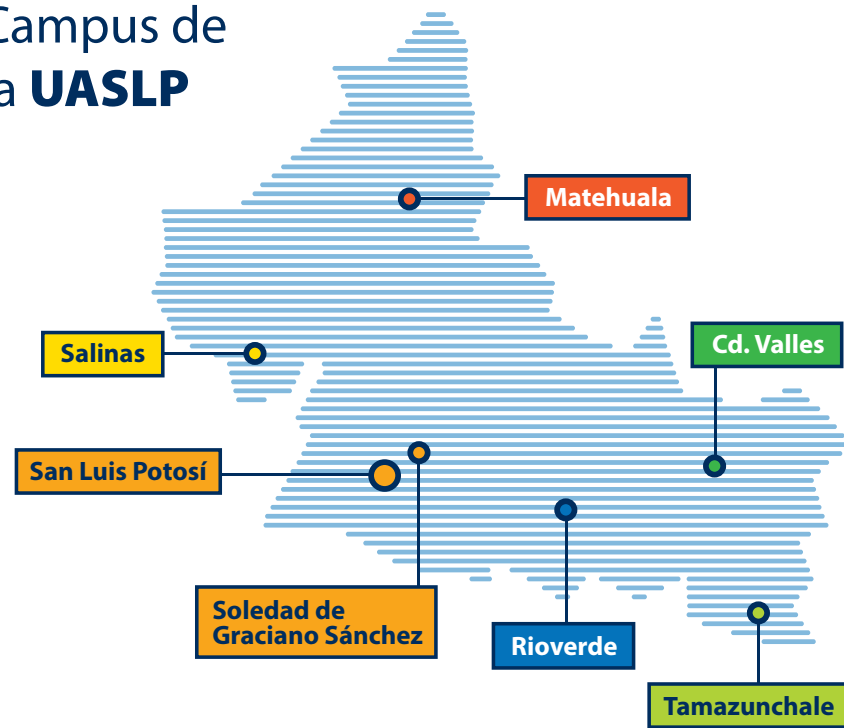 Campus de
a UASLP
Matehuala
Salinas
Cd. Valles
San Luis Potosí
Soledad de
Graciano Sánchez
Rioverde
Tamazunchale